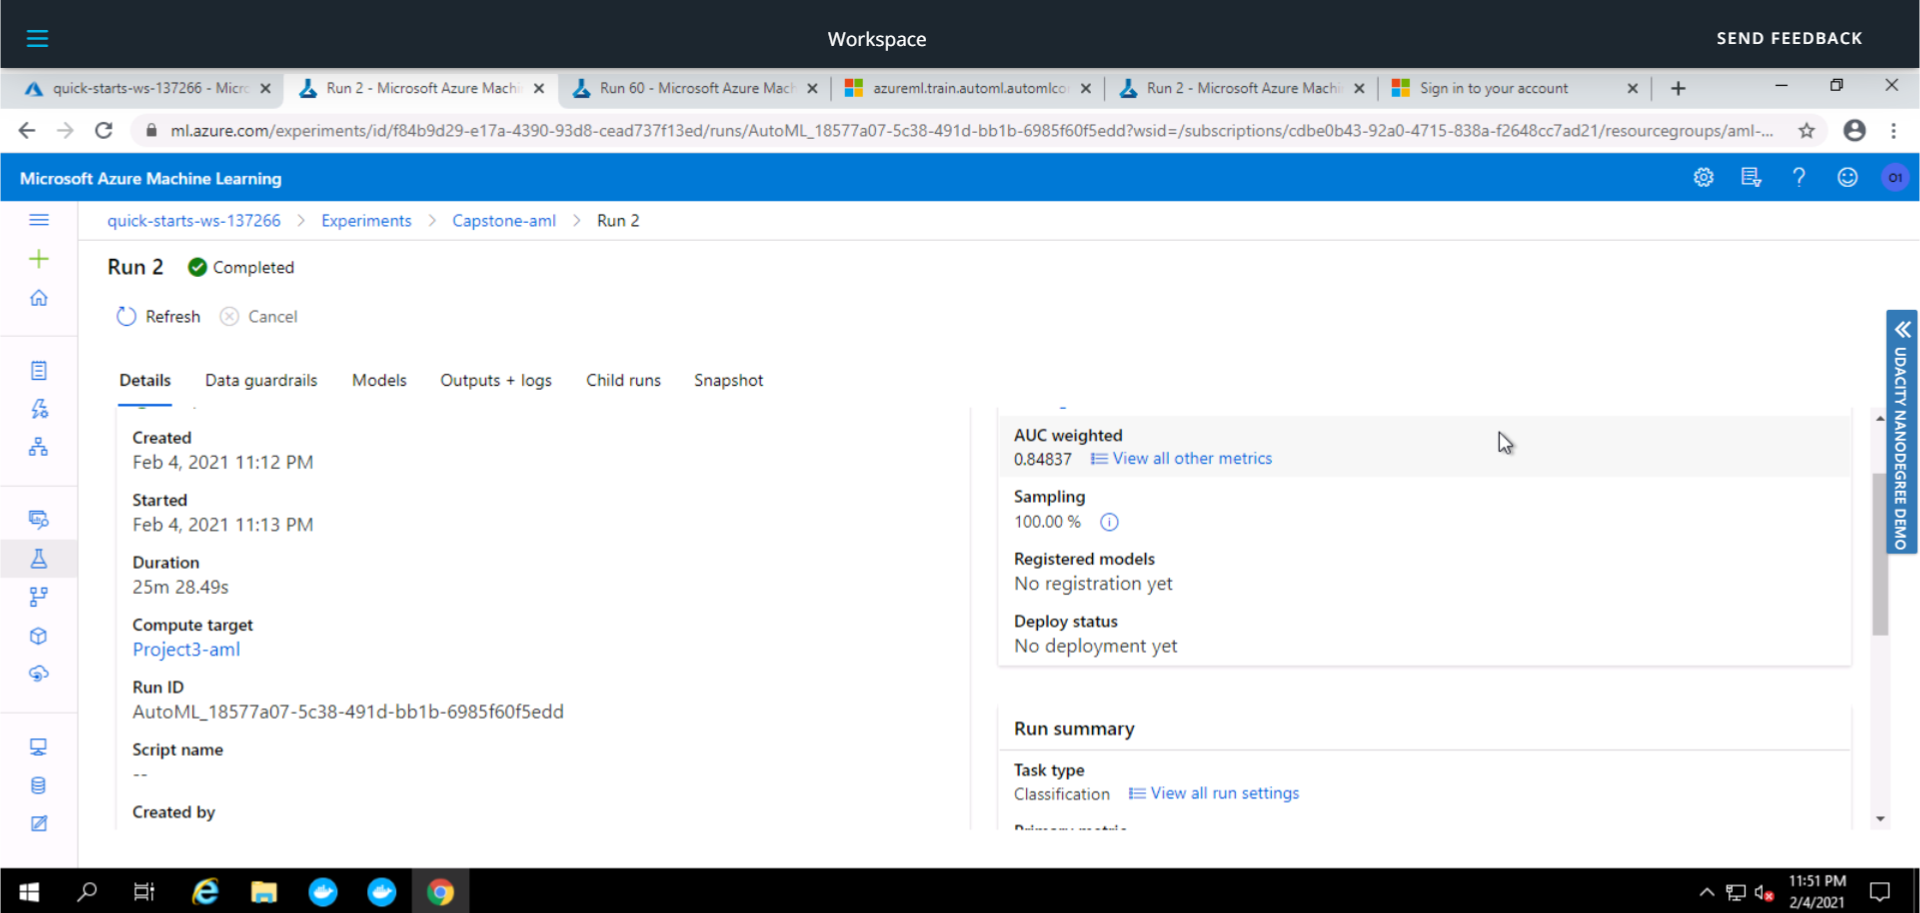 Workspace
SEND FEEDBACK
quick-starts-ws-137266 - Micr
Run 2 - Microsoft Azure Machi
Run 60 - Microsoft Azure Mach
azureml.train.automl.automlco
Run 2 - Microsoft Azure Machi
Sign in to your account
ml.azure.com/experiments/id/f84b9d29-e17a-4390-93d8-cead737f13ed/runs/AutoML_18577a07-5c38-491d-bb1b-6985f60f5edd?wsid=/subscriptions/cdbe0b43-92a0-4715-838a-f2648cc7ad21/resourcegroups/aml-...
Microsoft Azure Machine Learning
O1
quick-starts-ws-137266 > Experiments > Capstone-aml > Run 2
Run 2
Completed
Refresh
Cancel
Details
Data guardrails
Models
Outputs + logs
Child runs
Snapshot
Created
Feb 4, 2021 11:12 PM
Started
Feb 4, 2021 11:13 PM
Duration
25m 28.49s
Compute target
Project3-aml
Run ID
AutoML_18577a07-5c38-491d-bb1b-6985f60f5edd
Script name
--
Created by
AUC weighted
0.84837 View all other metrics
Sampling
100.00 %
Registered models
No registration yet
Deploy status
No deployment yet
Run summary
Task type
Classification View all run settings
Primary metric
UDACITY NANODEGREE DEMO
11:51 PM
2/4/2021